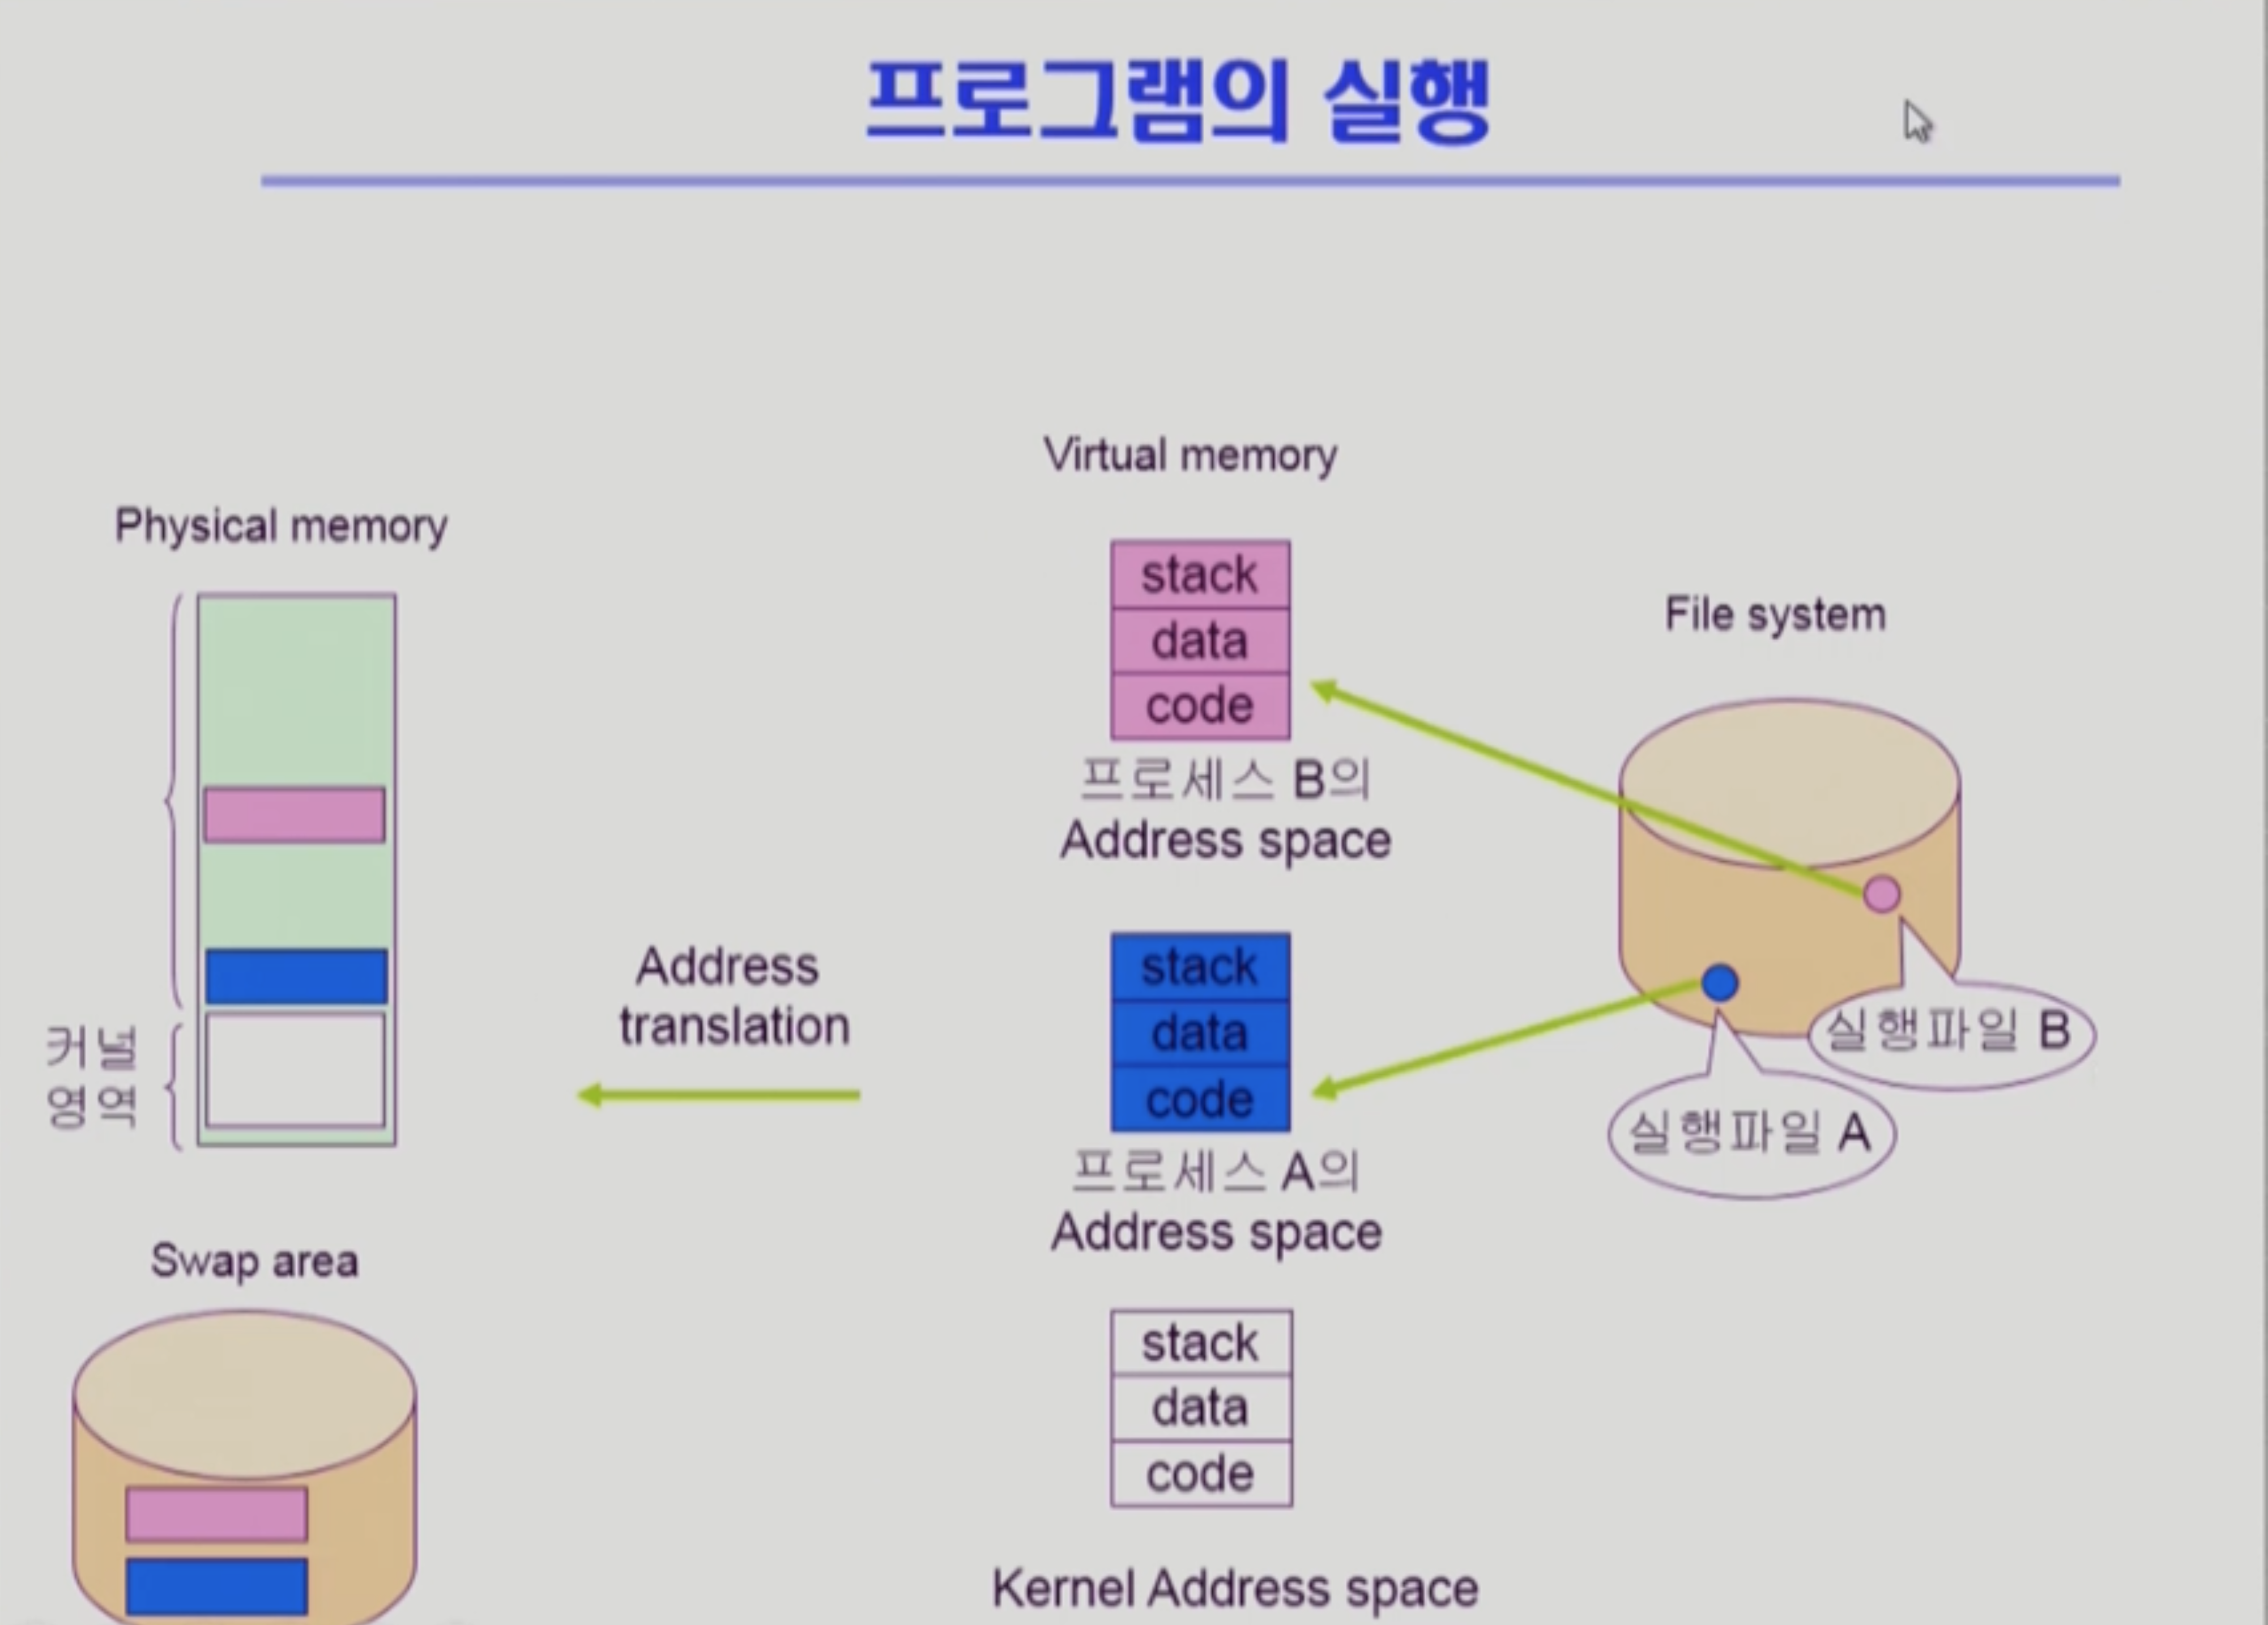 프로그램의 실행
Virtual memory
Physical memory
File system
stack
data
code
프로세스 B의
Address space
실행파일 B
실행파일 A
Address
translation
stack
data
code
프로세스 A의
Address space
커널
영역
Swap area
stack
data
code
Kernel Address space